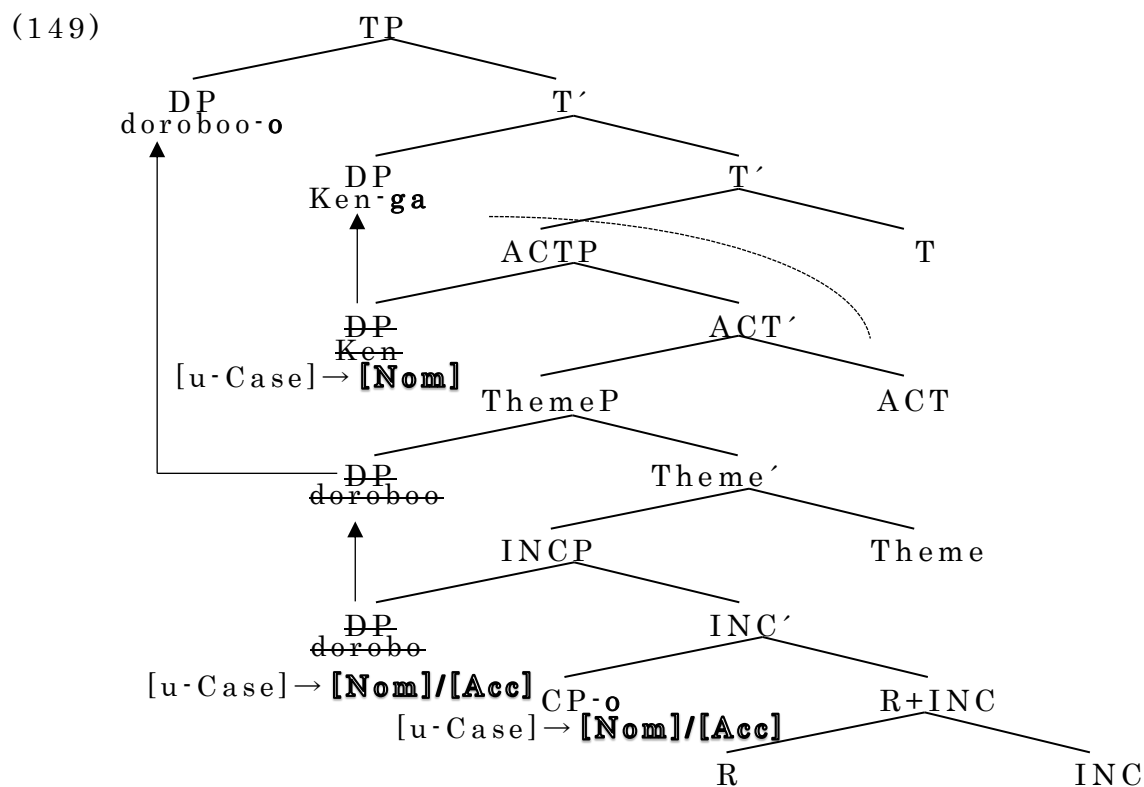 (149) TP
DP T´
doroboo-o
DP T´
Ken-ga
ACTP T
DP ACT´
Ken
[u-Case]→[Nom]
ThemeP ACT
DP Theme´
doroboo
INCP Theme
DP INC´
dorobo
[u-Case]→[Nom]/[Acc] CP-o R+INC
[u-Case]→[Nom]/[Acc]
R INC